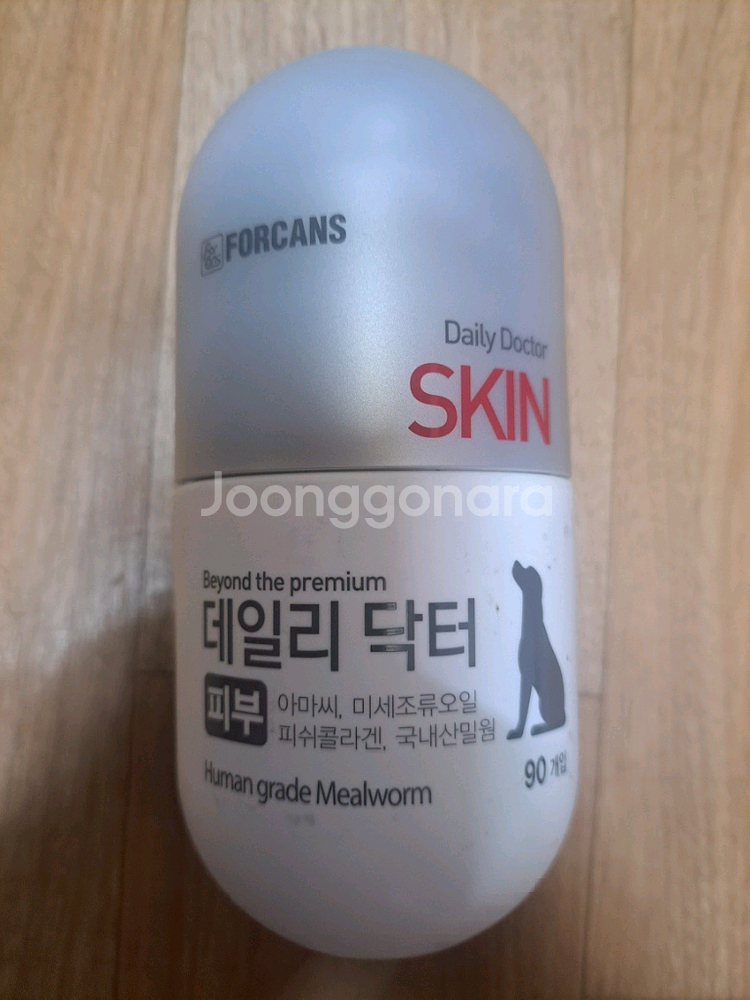 FORCANS
Daily Doctor
SKIN
Joonggonara
Beyond the premium
데일리 닥터
피부
아마씨, 미세조류오일
피쉬콜라겐, 국내산밀웜
90개입
Human grade Mealworm